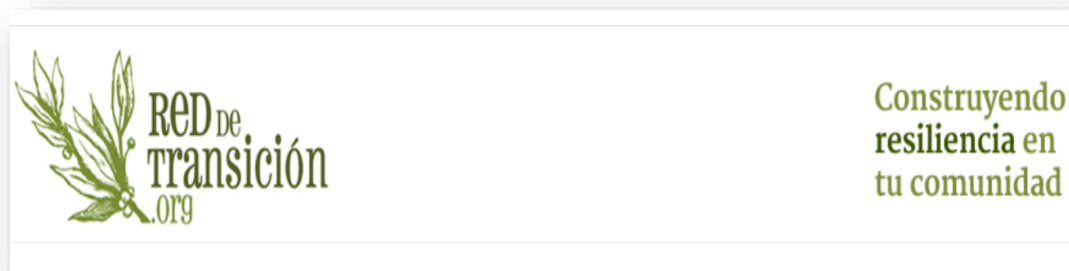 ReD DE
Transición
.org
Construyendo
resiliencia en
tu comunidad